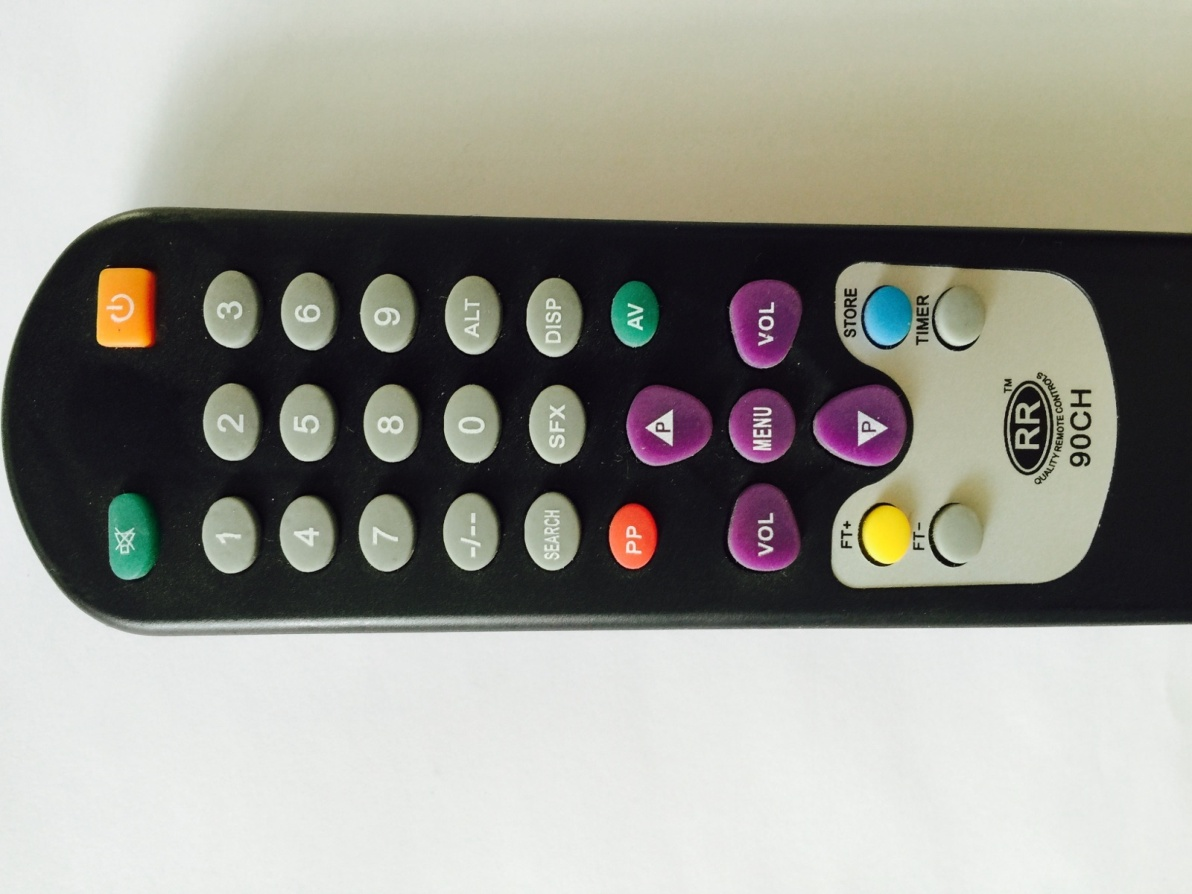 1 2 3
4 5 6
7 8 9
-/-- 0 ALT
SEARCH SFX DISP
PP P AV
VOL MENU VOL
P
FT+ STORE
FT- TIMER
RR TM
QUALITY REMOTE CONTROLS
90CH